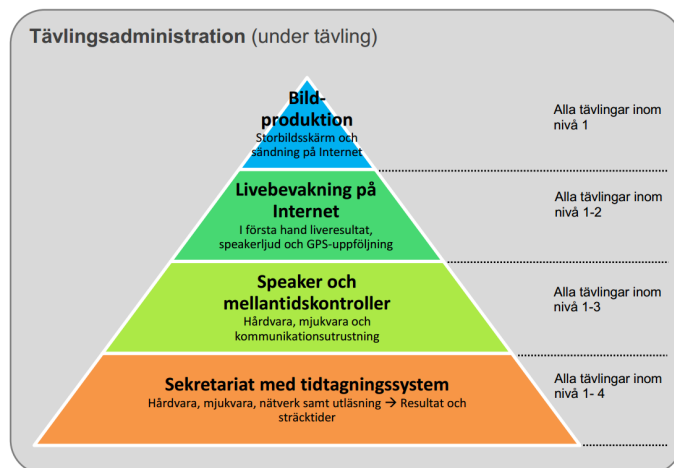 Tävlingsadministration (under tävling)
Bild-
produktion
Storbildsskärm och
sändning på Internet
Alla tävlingar inom
nivå 1
Livebevakning på
Internet
I första hand liveresultat,
speakerljud och GPS-uppföljning
Alla tävlingar inom
nivå 1-2
Speaker och
mellantidskontroller
Hårdvara, mjukvara och
kommunikationsutrustning
Alla tävlingar inom
nivå 1-3
Sekretariat med tidtagningssystem
Hårdvara, mjukvara, nätverk samt utläsning → Resultat och
sträcktider
Alla tävlingar inom
nivå 1- 4